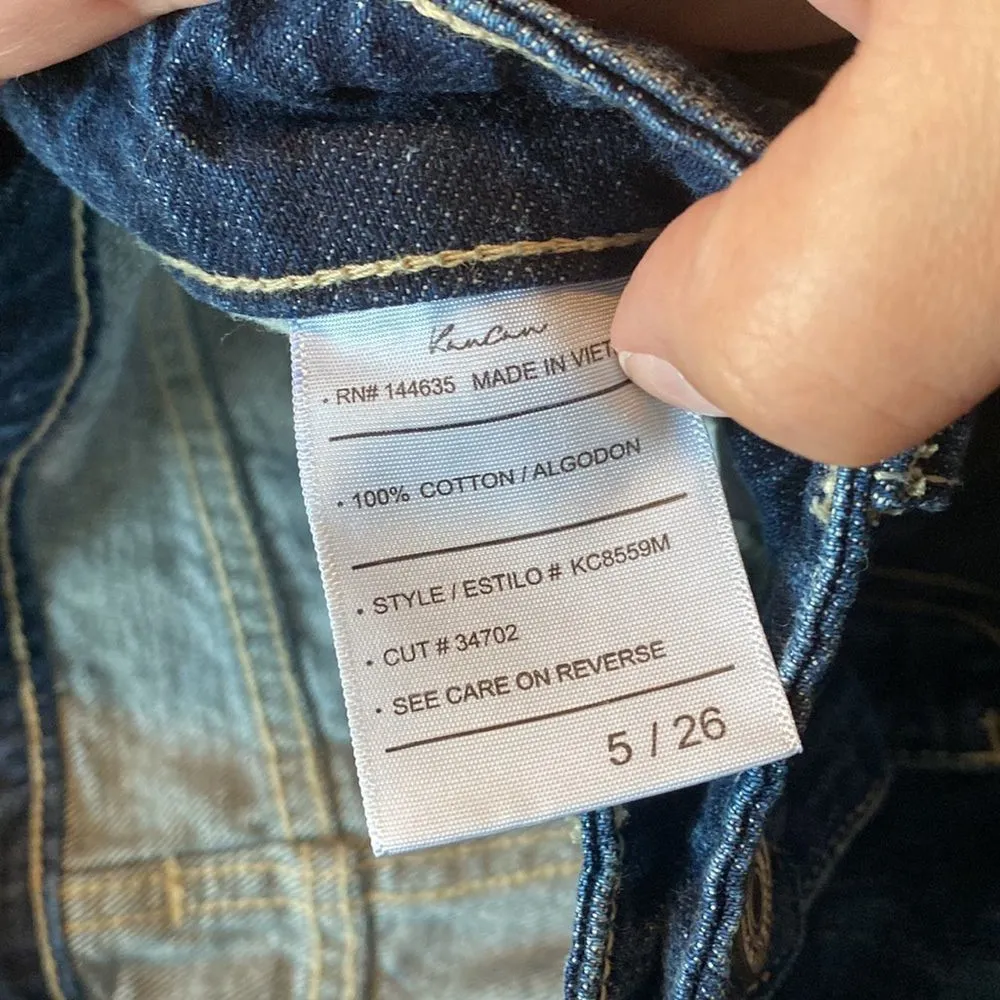 KanCan
RN# 144635 MADE IN VIET
100% COTTON / ALGODON
STYLE / ESTILO # KC8559M
CUT # 34702
SEE CARE ON REVERSE
5 / 26